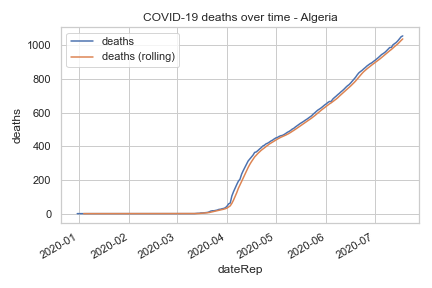 COVID-19 deaths over time - Algeria
deaths
deaths (rolling)
1000
800
600
400
200
0
deaths
2020-01
2020-02
2020-03
2020-04
2020-05
2020-06
2020-07
dateRep